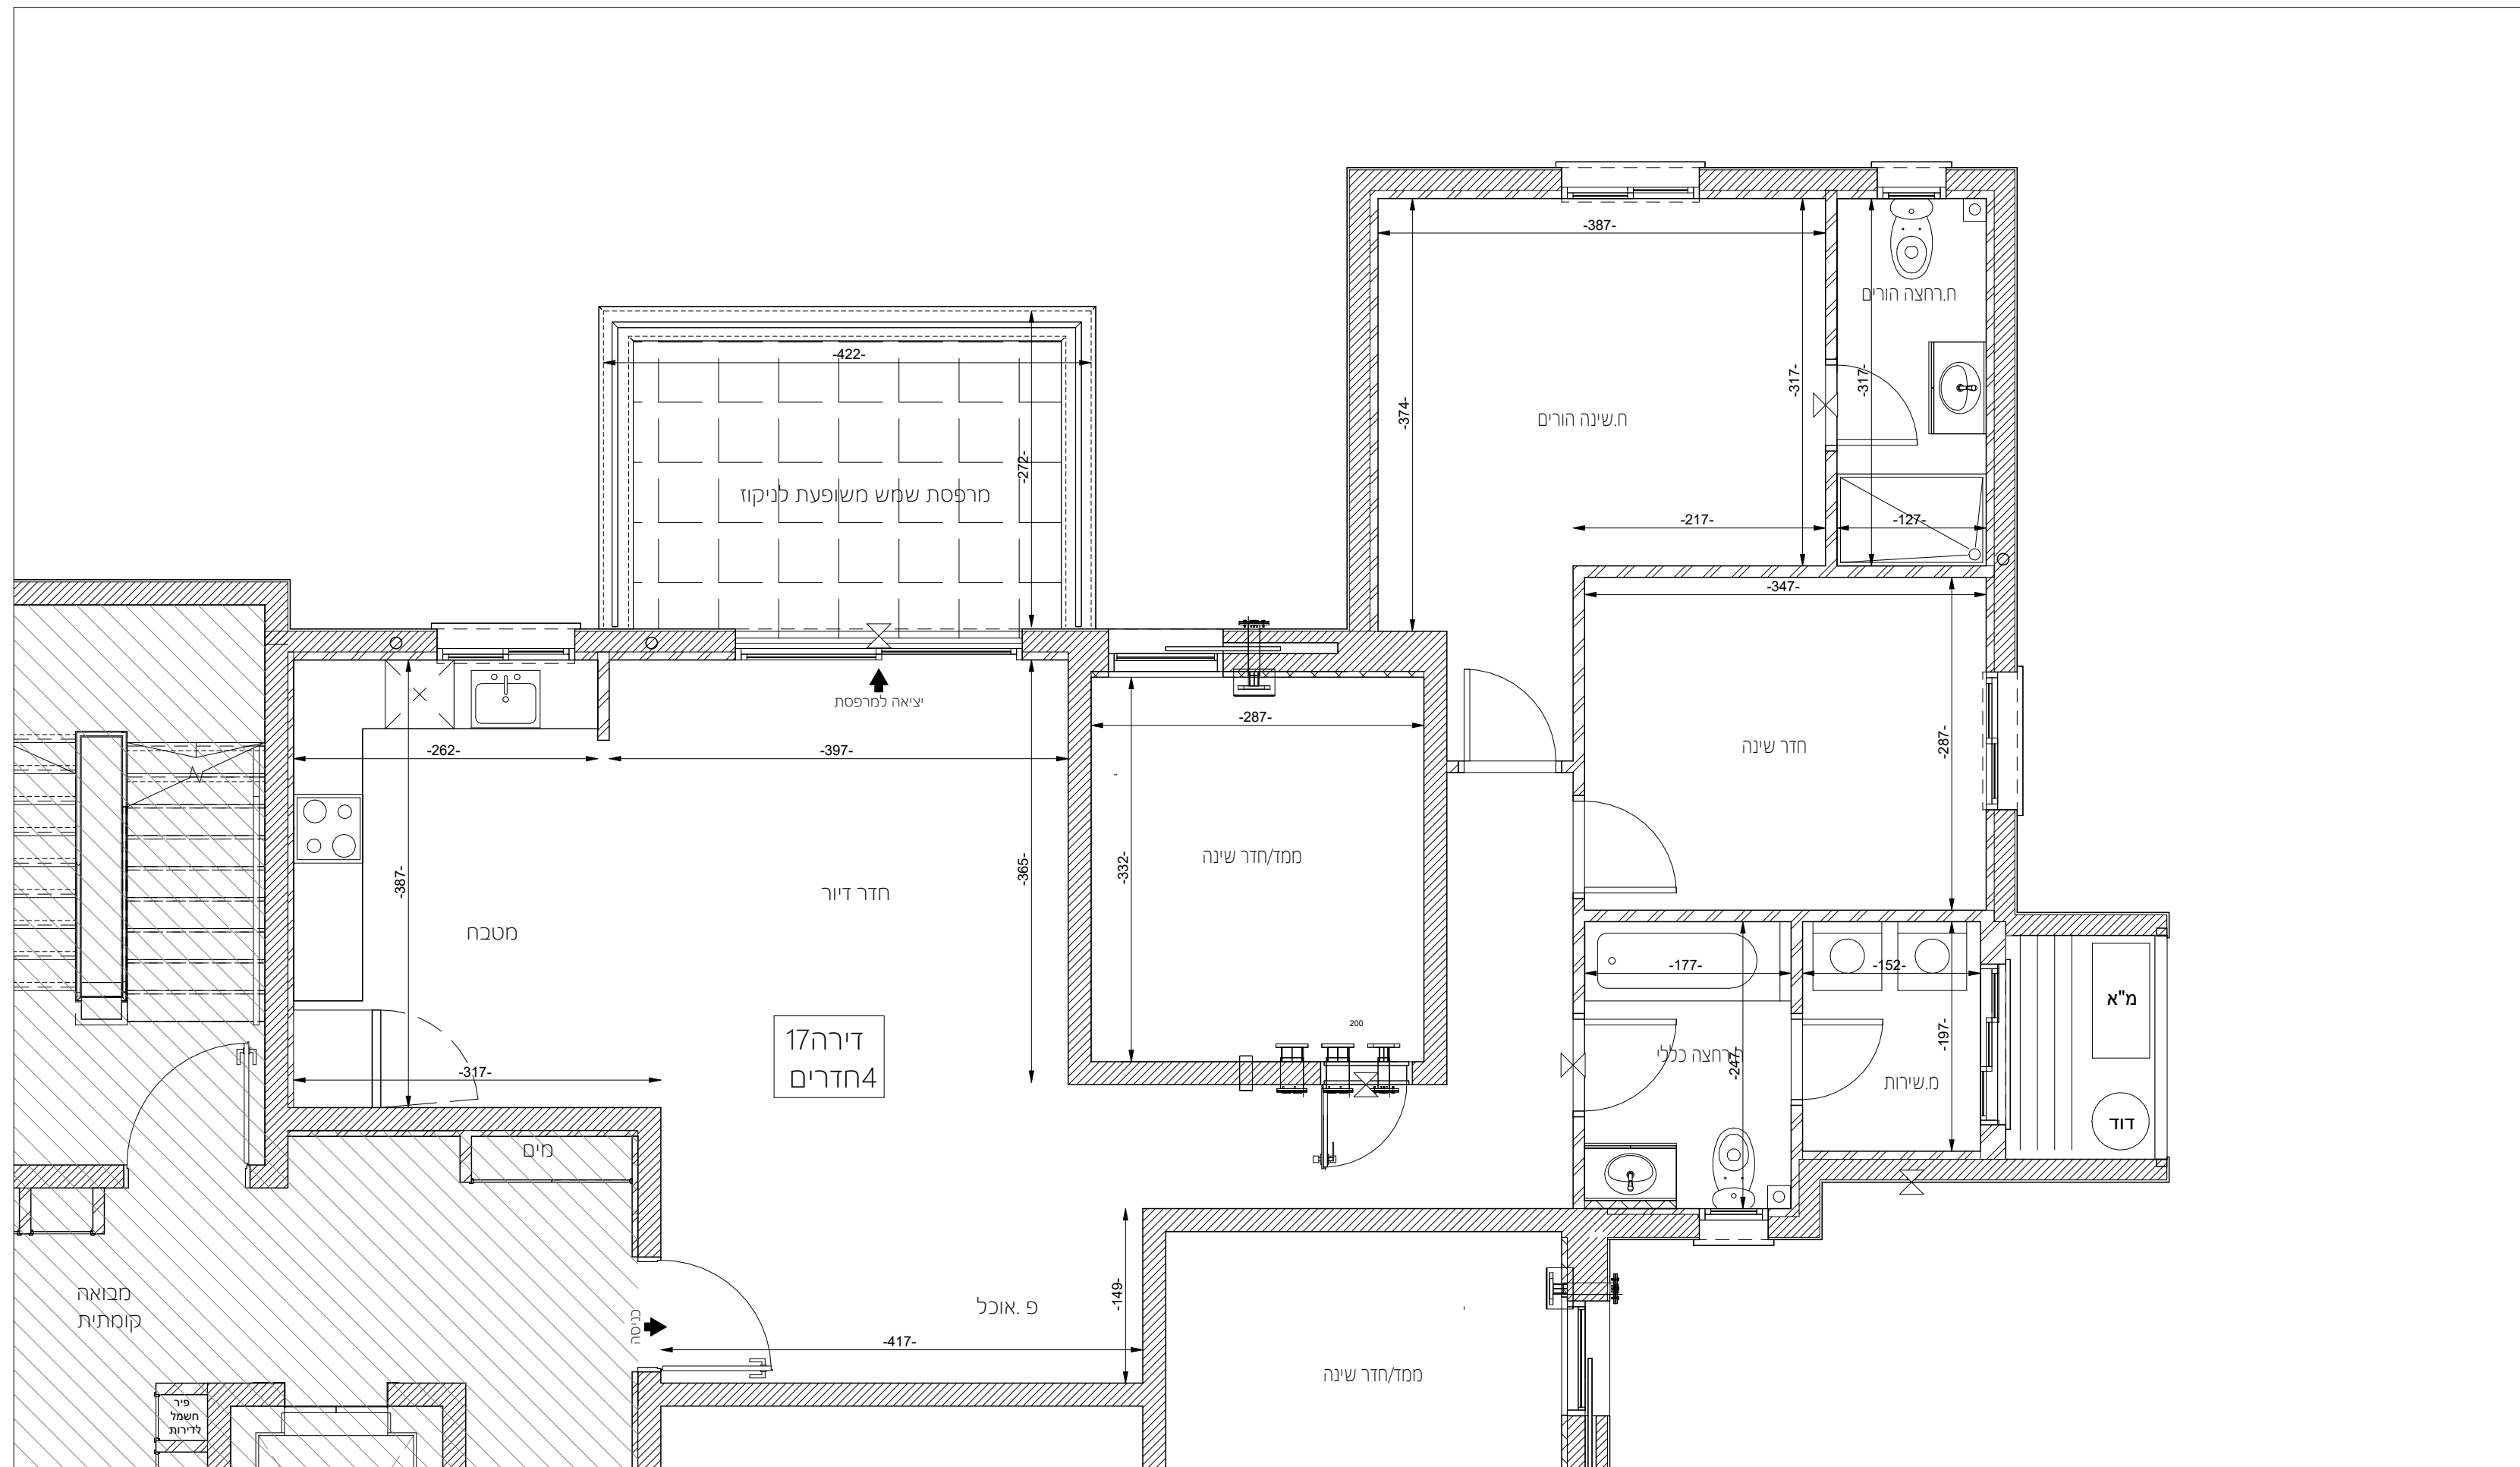 -387-
ח.רחצה הורים
-422-
-317-
-317-
-374-
ח.שינה הורים
-272-
מרפסת שמש משופעת לניקוז
-217-
-127-
-347-
יציאה למרפסת
-287-
-262-
-397-
חדר שינה
-287-
-387-
-365-
-332-
ממד/חדר שינה
חדר דיור
מטבח
-177-
-152-
מ"א
דירה17
4חדרים
200
-317-
רחצה כללי
-247-
-197-
מ.שירות
דוד
מים
מבואה
קומתית
כניסה
פ .אוכל
-149-
-417-
ממד/חדר שינה
פיר
חשמל
לדירות